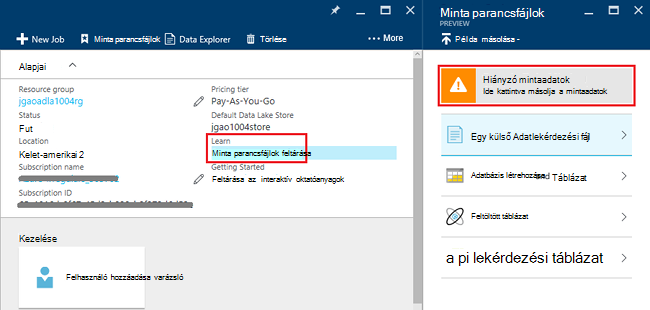 + New Job
Minta parancsfájlok
Data Explorer
Törlése
··· More
Alapjai
Resource group
jgaoadla1004rg
Status
Fut
Location
Kelet-amerikai 2
Subscription name
Subscription ID
Pricing tier
Pay-As-You-Go
Default Data Lake Store
jgao1004store
Learn
Minta parancsfájlok feltárása
Getting Started
Feltárása az interaktív oktatóanyagok
Kezelése
Felhasználó hozzáadása varázsló
Minta parancsfájlok
PREVIEW
Példa másolása -
Hiányzó mintaadatok
Ide kattintva másolja a mintaadatok
Egy külső Adatlekérdezési fájl
Adatbázis létrehozása Táblázat
Feltöltött táblázat
a pi lekérdezési táblázat